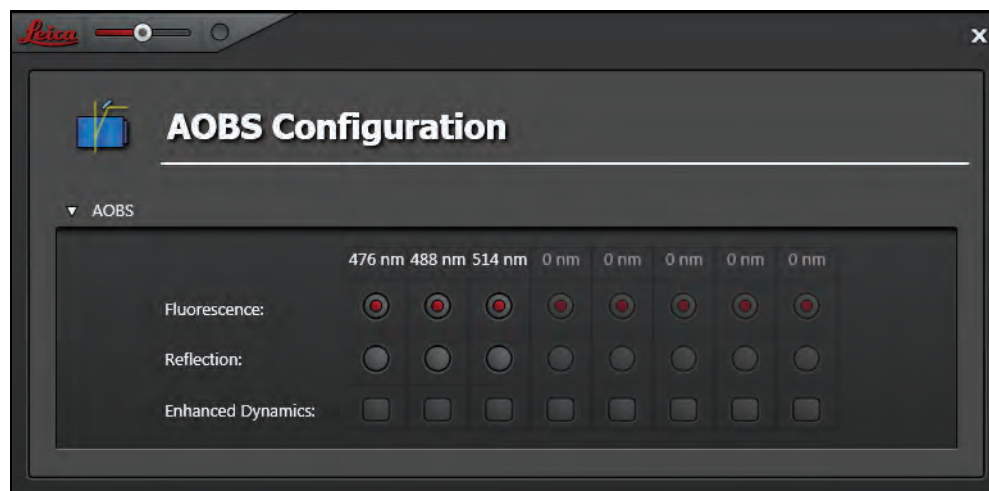 Leica
x
AOBS Configuration
AOBS
476 nm 488 nm 514 nm 0 nm 0 nm 0 nm 0 nm 0 nm
Fluorescence:
Reflection:
Enhanced Dynamics: